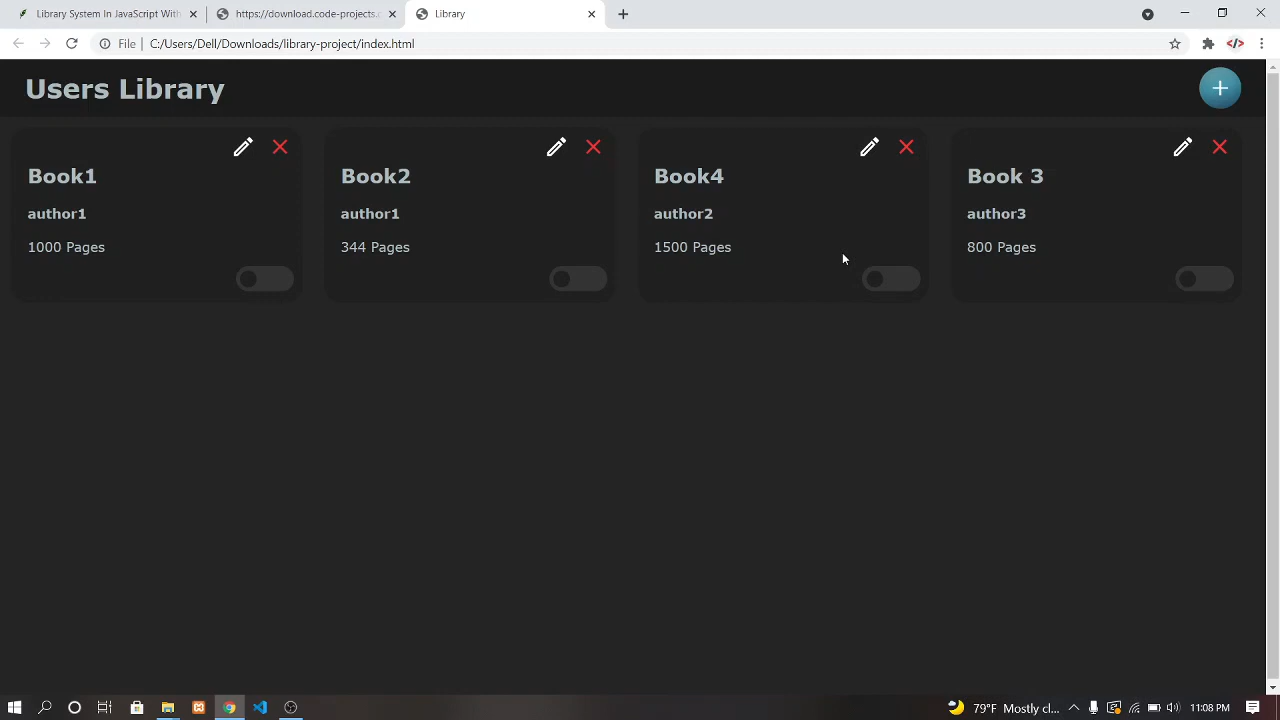 Library System In JavaScript With
https://download.code-projects.
Library
File
C:/Users/Dell/Downloads/library-project/index.html
Users Library
Book1
author1
1000 Pages
Book2
author1
344 Pages
Book4
author2
1500 Pages
Book 3
author3
800 Pages
79°F Mostly cl...
11:08 PM